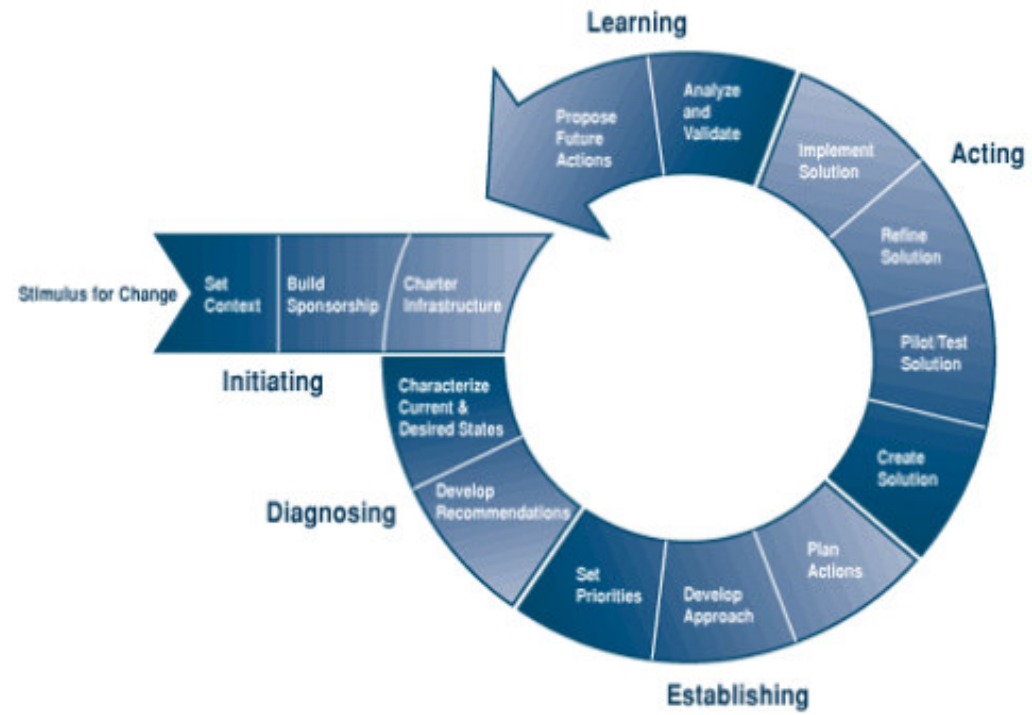 Learning
Analyze
and
Validate
Propose
Future
Actions
Acting
Implement
Solution
Refine
Solution
Stimulus for Change
Set
Context
Build
Sponsorship
Charter
Infrastructure
Pilot/Test
Solution
Initiating
Characterize
Current &
Desired States
Create
Solution
Diagnosing
Develop
Recommendations
Plan
Actions
Set
Priorities
Develop
Approach
Establishing